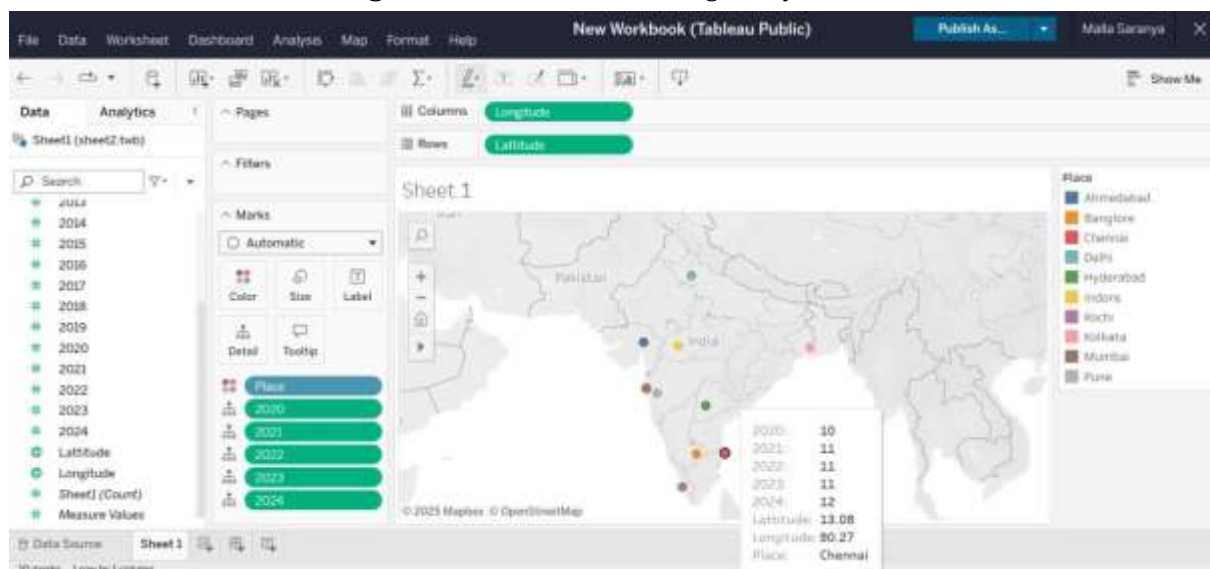 New Workbook (Tableau Public)
File Data Worksheet Dashboard Analysis Map Format Help
Publish As...
Maita Saranya
Show Me
Data Analytics
Sheet1 (sheet2.twb)
Search
2013
2014
2015
2016
2017
2018
2019
2020
2021
2022
2023
2024
Lattitude
Longitude
Sheet1 (Count)
Measure Values
Pages
Filters
Marks
Automatic
Color Size Label
Detail Tooltip
Place
2020
2021
2022
2023
2024
Columns Longitude
Rows Lattitude
Sheet 1
Pakistan
India
2020: 10
2021: 11
2022: 11
2023: 11
2024: 12
Lattitude: 13.08
Longitude: 80.27
Place: Chennai
© 2025 Mapbox © OpenStreetMap
Place
Ahmedabad
Banglore
Chennai
Delhi
Hyderabad
Indore
Kochi
Kolkata
Mumbai
Pune
Data Source Sheet 1